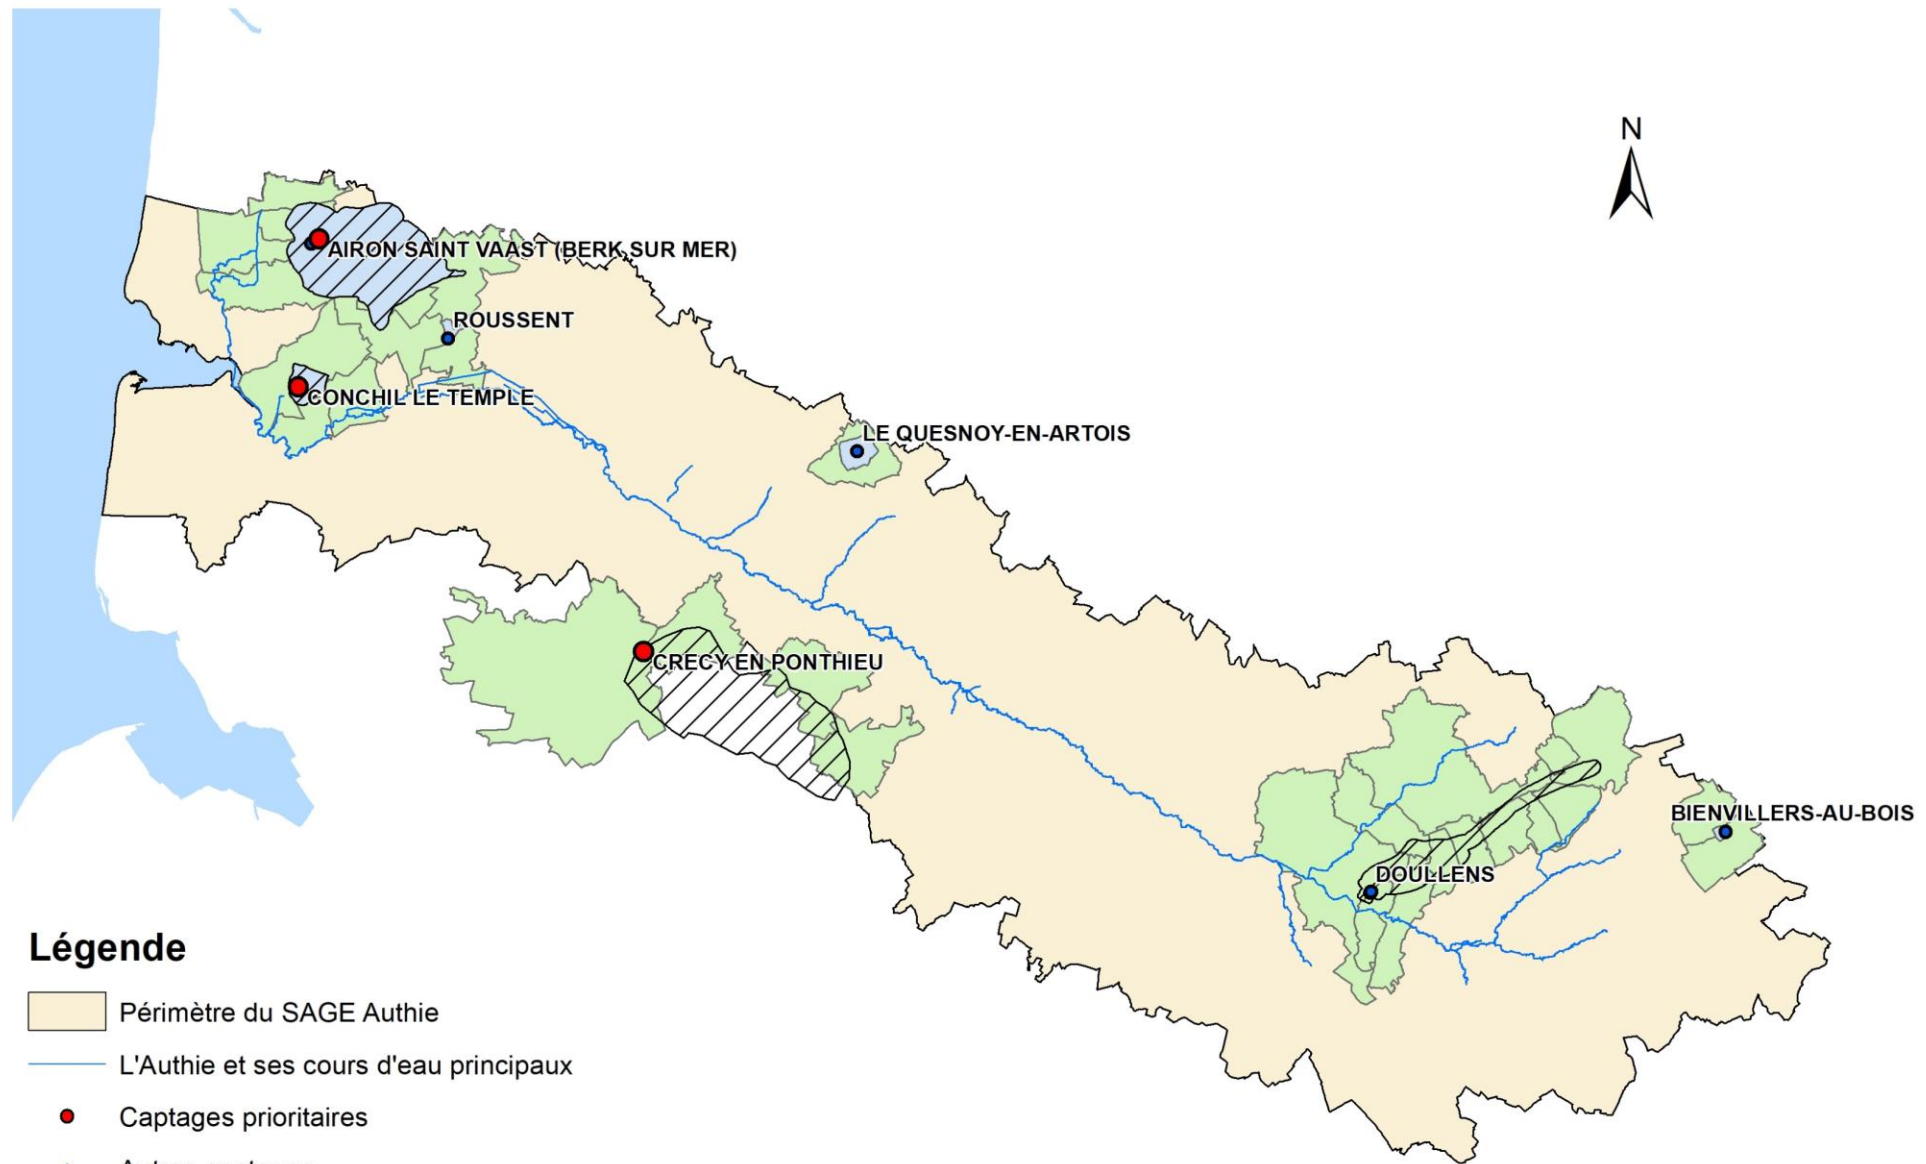 N
AIRON SAINT VAAST (BERK SUR MER)
ROUSSENT
CONCHIL LE TEMPLE
LE QUESNOY-EN-ARTOIS
CRECY EN PONTHIEU
BIENVILLERS-AU-BOIS
DOULLENS
Légende
Périmètre du SAGE Authie
L'Authie et ses cours d'eau principaux
Captages prioritaires